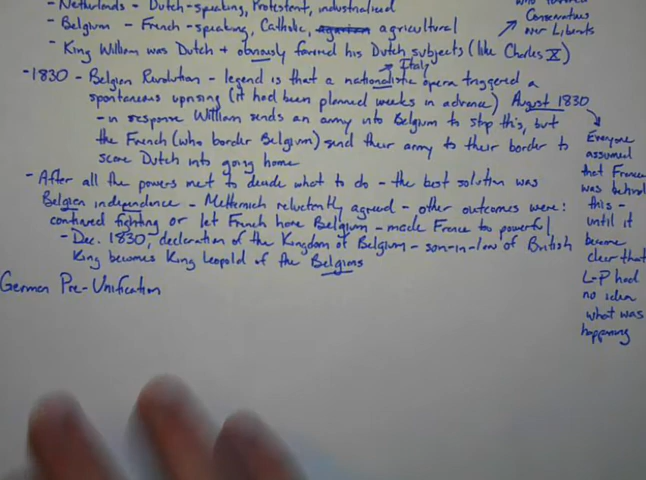 - Netherlands - Dutch-speaking, Protestant, industrialized
- Belgium - French-speaking, Catholic, agricultural
Conservatives
over Liberals
- King William was Dutch + obviously favored his Dutch subjects (like Charles X)
Italy
- 1830 - Belgian Revolution - legend is that a nationalistic opera triggered a
spontaneous uprising (it had been planned weeks in advance) August 1830
- in response William sends an army into Belgium to stop this, but
the French (who border Belgium) send their army to their border to
scare Dutch into going home
- After all the powers met to decide what to do - the best solution was
Belgian independence - Metternich reluctantly agreed - other outcomes were:
continued fighting or let French have Belgium - made France too powerful
- Dec. 1830, declaration of the Kingdom of Belgium - son-in-law of British
King becomes King Leopold of the Belgians
Everyone
assumed
that France
was behind
this -
until it
became
clear that
L-P had
no idea
what was
happening
German Pre-Unification